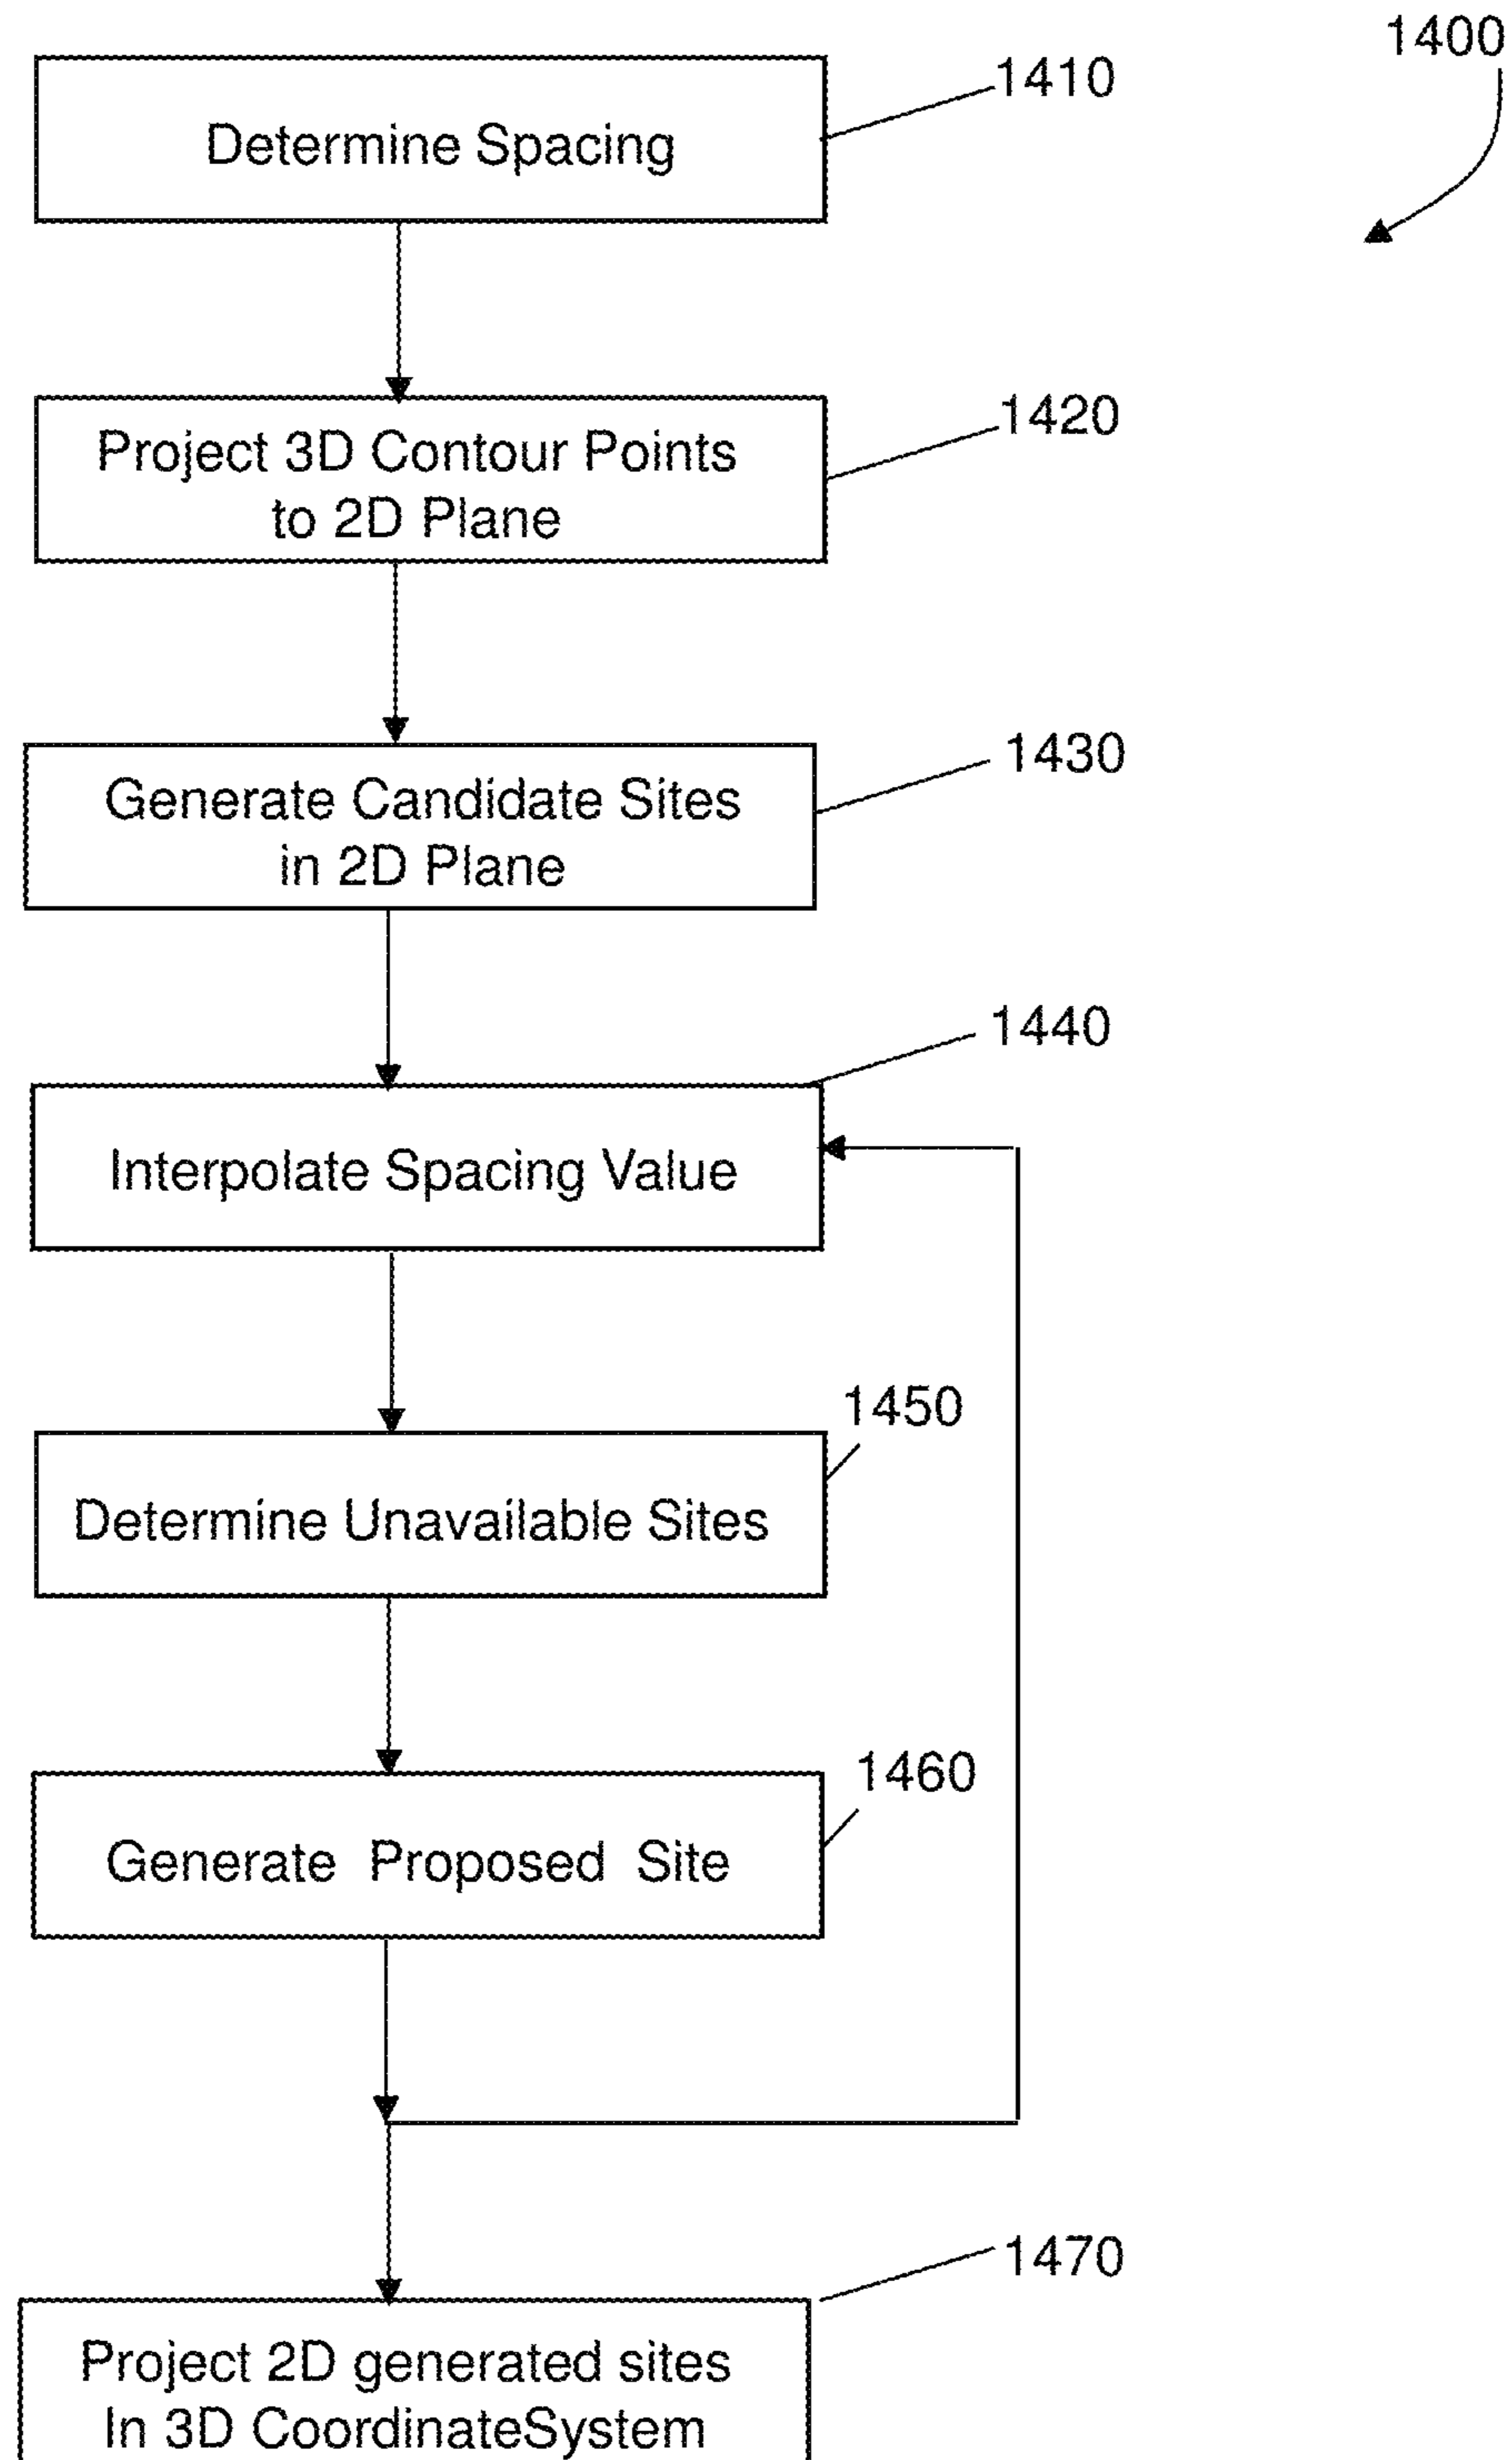 1400
1410
Determine Spacing
1420
Project 3D Contour Points
to 2D Plane
1430
Generate Candidate Sites
in 2D Plane
1440
Interpolate Spacing Value
1450
Determine Unavailable Sites
1460
Generate Proposed Site
1470
Project 2D generated sites
In 3D CoordinateSystem